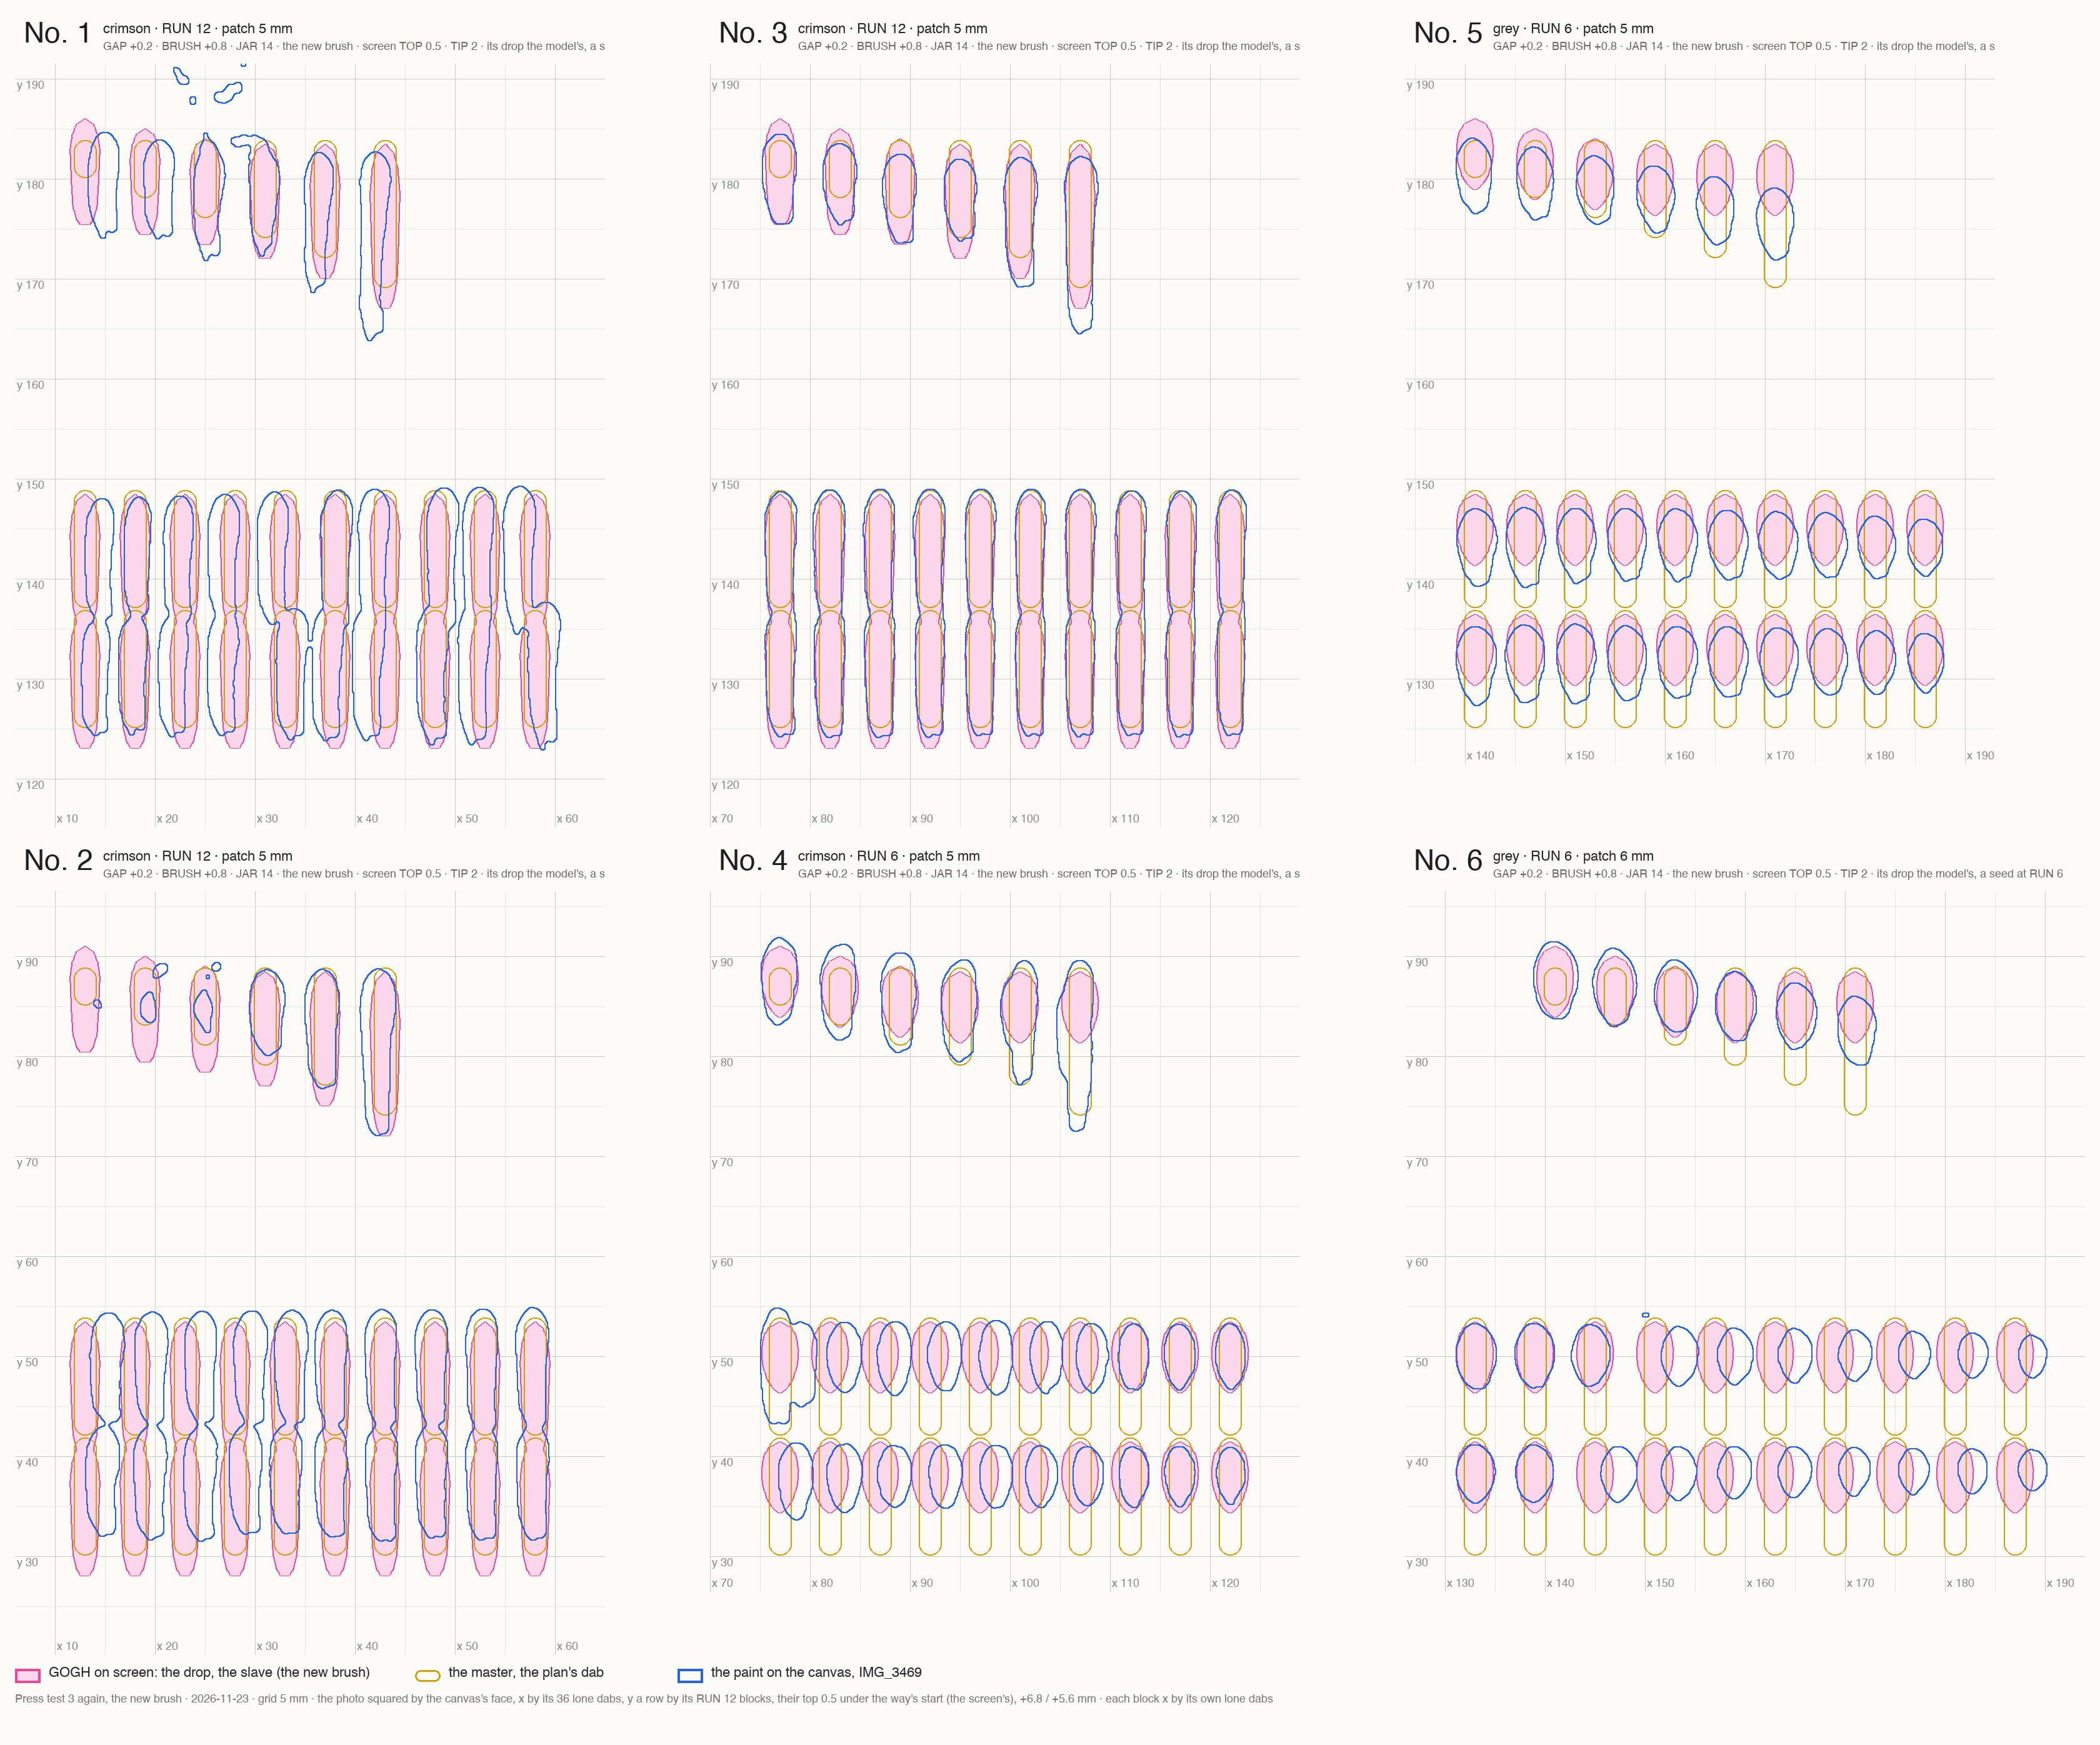 No. 1 crimson · RUN 12 · patch 5 mm
GAP +0.2 · BRUSH +0.8 · JAR 14 · the new brush · screen TOP 0.5 · TIP 2 · its drop the model's, a s
y 190
y 180
y 170
y 160
y 150
y 140
y 130
y 120
x 10 x 20 x 30 x 40 x 50 x 60
No. 3 crimson · RUN 12 · patch 5 mm
GAP +0.2 · BRUSH +0.8 · JAR 14 · the new brush · screen TOP 0.5 · TIP 2 · its drop the model's, a s
y 190
y 180
y 170
y 160
y 150
y 140
y 130
y 120
x 70 x 80 x 90 x 100 x 110 x 120
No. 5 grey · RUN 6 · patch 5 mm
GAP +0.2 · BRUSH +0.8 · JAR 14 · the new brush · screen TOP 0.5 · TIP 2 · its drop the model's, a s
y 190
y 180
y 170
y 160
y 150
y 140
y 130
x 140 x 150 x 160 x 170 x 180 x 190
No. 2 crimson · RUN 12 · patch 5 mm
GAP +0.2 · BRUSH +0.8 · JAR 14 · the new brush · screen TOP 0.5 · TIP 2 · its drop the model's, a s
y 90
y 80
y 70
y 60
y 50
y 40
y 30
x 10 x 20 x 30 x 40 x 50 x 60
No. 4 crimson · RUN 6 · patch 5 mm
GAP +0.2 · BRUSH +0.8 · JAR 14 · the new brush · screen TOP 0.5 · TIP 2 · its drop the model's, a s
y 90
y 80
y 70
y 60
y 50
y 40
y 30
x 70 x 80 x 90 x 100 x 110 x 120
No. 6 grey · RUN 6 · patch 6 mm
GAP +0.2 · BRUSH +0.8 · JAR 14 · the new brush · screen TOP 0.5 · TIP 2 · its drop the model's, a seed at RUN 6
y 90
y 80
y 70
y 60
y 50
y 40
y 30
x 130 x 140 x 150 x 160 x 170 x 180 x 190
GOGH on screen: the drop, the slave (the new brush)
the master, the plan's dab
the paint on the canvas, IMG_3469
Press test 3 again, the new brush · 2026-11-23 · grid 5 mm · the photo squared by the canvas's face, x by its 36 lone dabs, y a row by its RUN 12 blocks, their top 0.5 under the way's start (the screen's), +6.8 / +5.6 mm · each block x by its own lone dabs